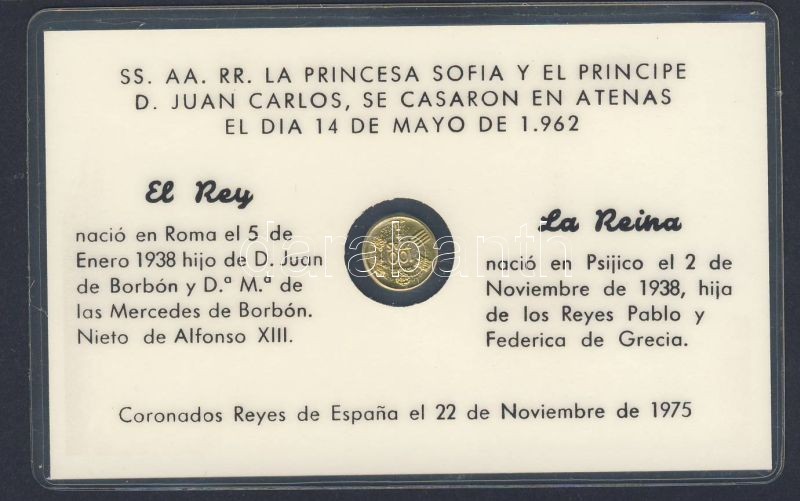 SS. AA. RR. LA PRINCESA SOFIA Y EL PRINCIPE
D. JUAN CARLOS, SE CASARON EN ATENAS
EL DIA 14 DE MAYO DE 1.962
El Rey
nació en Roma el 5 de
Enero 1938 hijo de D. Juan
de Borbón y D.ª M.ª de
las Mercedes de Borbón.
Nieto de Alfonso XIII.
La Reina
nació en Psijico el 2 de
Noviembre de 1938, hija
de los Reyes Pablo y
Federica de Grecia.
Coronados Reyes de España el 22 de Noviembre de 1975
darabanth